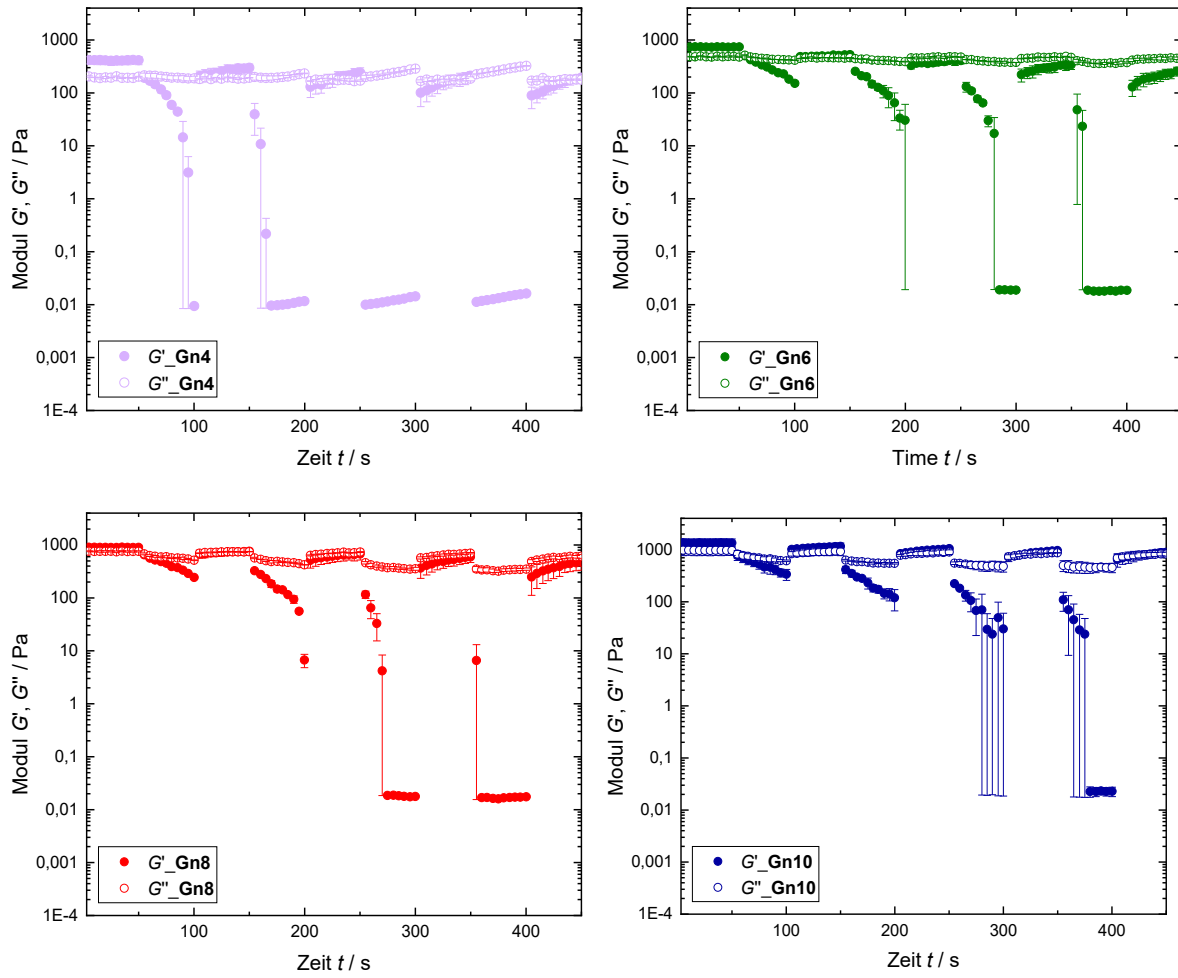 1000
100
10
1
0,1
0,01
0,001
1E-4
Modul G', G'' / Pa
G'_Gn4
G''_Gn4
100
200
300
400
Zeit t / s
1000
100
10
1
0,1
0,01
0,001
1E-4
Modul G', G'' / Pa
G'_Gn6
G''_Gn6
100
200
300
400
Time t / s
1000
100
10
1
0,1
0,01
0,001
1E-4
Modul G', G'' / Pa
G'_Gn8
G''_Gn8
100
200
300
400
Zeit t / s
1000
100
10
1
0,1
0,01
0,001
1E-4
Modul G', G'' / Pa
G'_Gn10
G''_Gn10
100
200
300
400
Zeit t / s